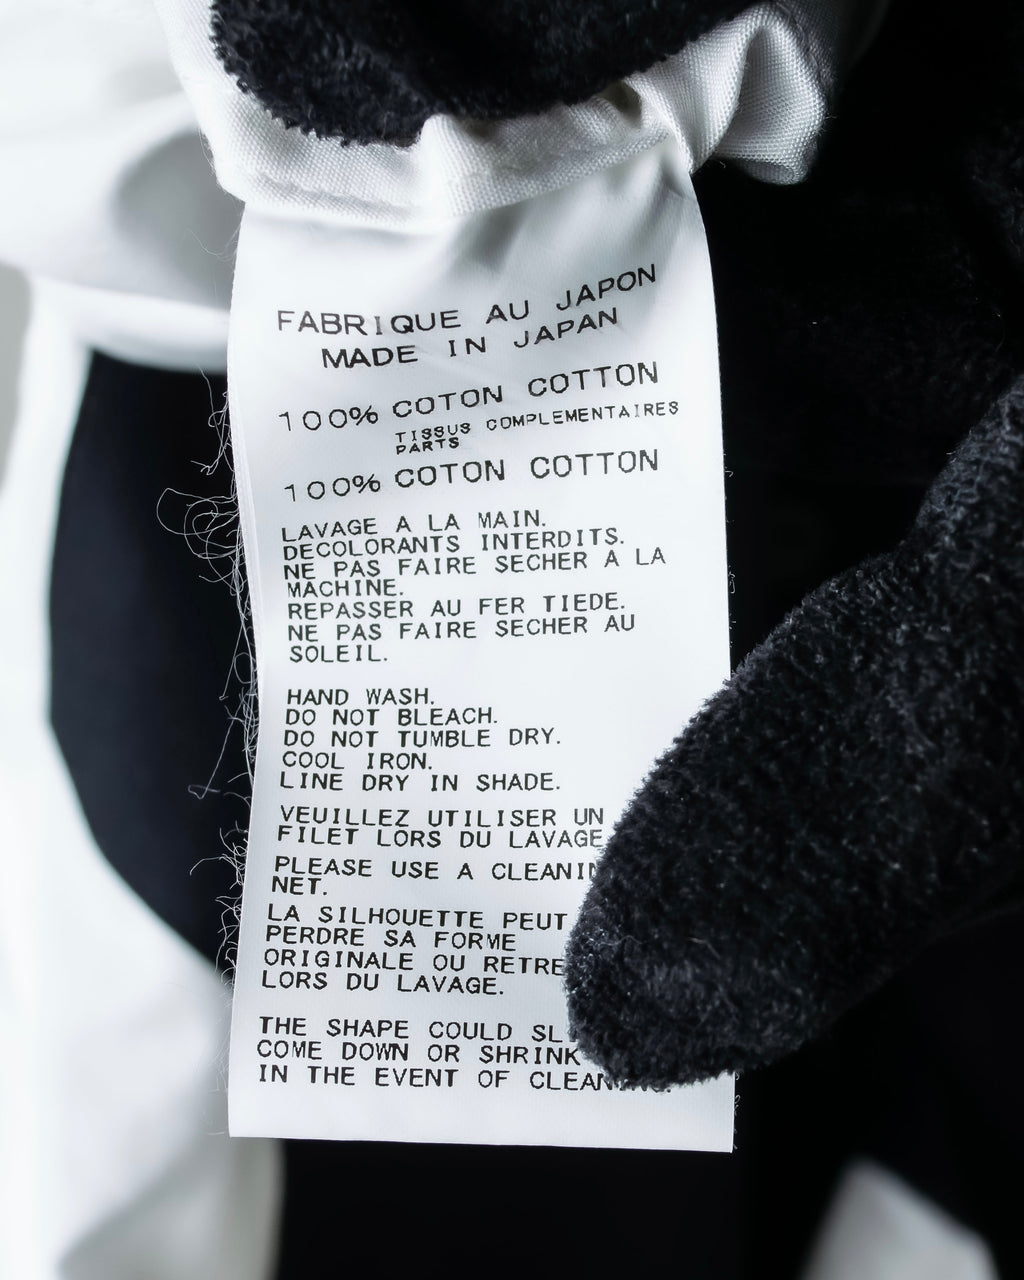 FABRIQUE AU JAPON
MADE IN JAPAN
100% COTON COTTON
TISSUS COMPLEMENTAIRES
PARTS
100% COTON COTTON
LAVAGE A LA MAIN.
DECOLORANTS INTERDITS.
NE PAS FAIRE SECHER A LA
MACHINE.
REPASSER AU FER TIEDE.
NE PAS FAIRE SECHER AU
SOLEIL.
HAND WASH.
DO NOT BLEACH.
DO NOT TUMBLE DRY.
COOL IRON.
LINE DRY IN SHADE.
VEUILLEZ UTILISER UN
FILET LORS DU LAVAGE
PLEASE USE A
NET.
LA SILHOUETTE PEUT
PERDRE SA FORME
ORIGINALE OU
LORS DU LAVAGE.
THE SHAPE COULD
COME DOWN OR SHRINK
IN THE EVENT OF